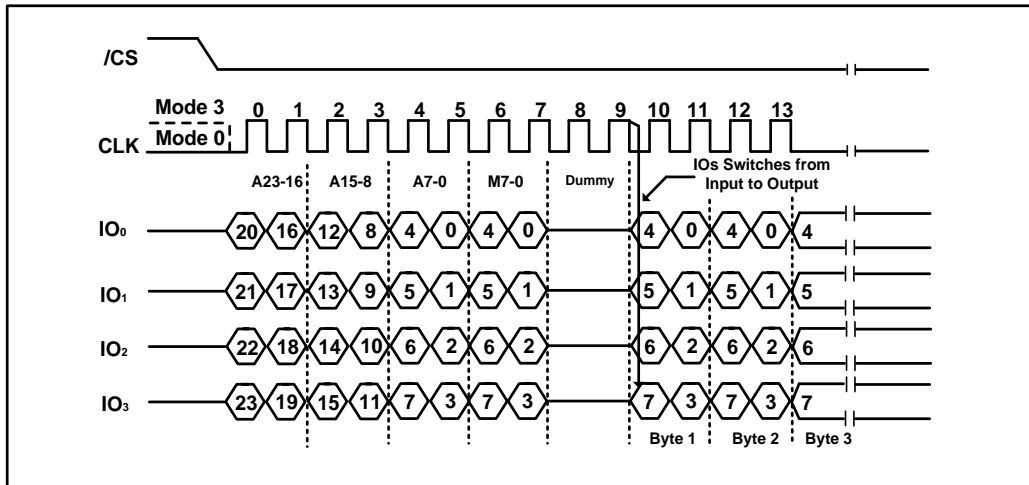 /CS
Mode 3 0 1 2 3 4 5 6 7 8 9 10 11 12 13
CLK Mode 0
IOs Switches from
Input to Output
A23-16 A15-8 A7-0 M7-0 Dummy
IO₀ 20 16 12 8 4 0 4 0 4 0 4 0 4
IO₁ 21 17 13 9 5 1 5 1 5 1 5 1 5
IO₂ 22 18 14 10 6 2 6 2 6 2 6 2 6
IO₃ 23 19 15 11 7 3 7 3 7 3 7 3 7
Byte 1 Byte 2 Byte 3